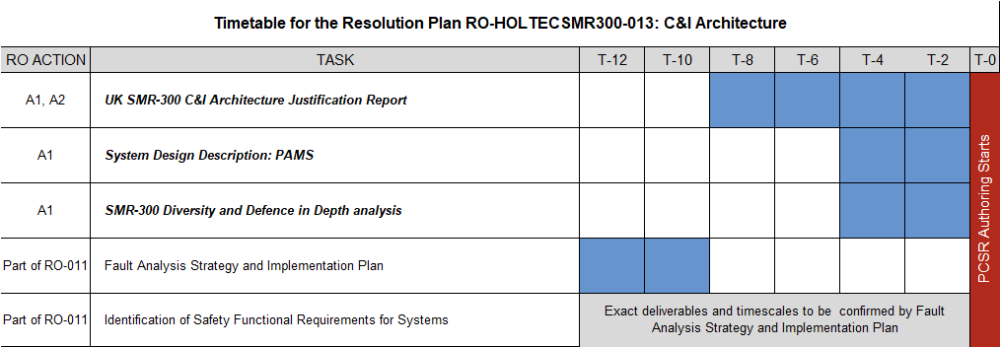 Timetable for the Resolution Plan RO-HOLTECSMR300-013: C&I Architecture
RO ACTION TASK T-12 T-10 T-8 T-6 T-4 T-2 T-0
A1, A2 UK SMR-300 C&I Architecture Justification Report
A1 System Design Description: PAMS
A1 SMR-300 Diversity and Defence in Depth analysis
Part of RO-011 Fault Analysis Strategy and Implementation Plan
Part of RO-011 Identification of Safety Functional Requirements for Systems
Exact deliverables and timescales to be confirmed by Fault
Analysis Strategy and Implementation Plan
PCSR Authoring Starts